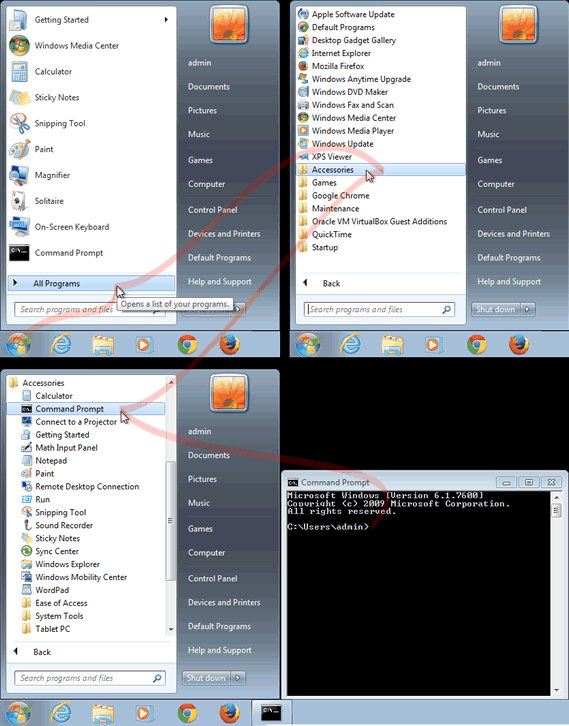 Getting Started
Windows Media Center
Calculator
Sticky Notes
Snipping Tool
Paint
Magnifier
Solitaire
On-Screen Keyboard
Command Prompt
All Programs
Search programs and files
Opens a list of your programs.
admin
Documents
Pictures
Music
Games
Computer
Control Panel
Devices and Printers
Default Programs
Help and Support
Apple Software Update
Default Programs
Desktop Gadget Gallery
Internet Explorer
Mozilla Firefox
Windows Anytime Upgrade
Windows DVD Maker
Windows Fax and Scan
Windows Media Center
Windows Media Player
Windows Update
XPS Viewer
Accessories
Games
Google Chrome
Maintenance
Oracle VM VirtualBox Guest Additions
QuickTime
Startup
Back
Search programs and files
admin
Documents
Pictures
Music
Games
Computer
Control Panel
Devices and Printers
Default Programs
Help and Support
Shut down
Accessories
Calculator
Command Prompt
Connect to a Projector
Getting Started
Math Input Panel
Notepad
Paint
Remote Desktop Connection
Run
Snipping Tool
Sound Recorder
Sticky Notes
Sync Center
Windows Explorer
Windows Mobility Center
WordPad
Ease of Access
System Tools
Tablet PC
Back
Search programs and files
admin
Documents
Pictures
Music
Games
Computer
Control Panel
Devices and Printers
Default Programs
Help and Support
Shut down
Command Prompt
Microsoft Windows [Version 6.1.7600]
Copyright (c) 2009 Microsoft Corporation.
All rights reserved.
C:\Users\admin>